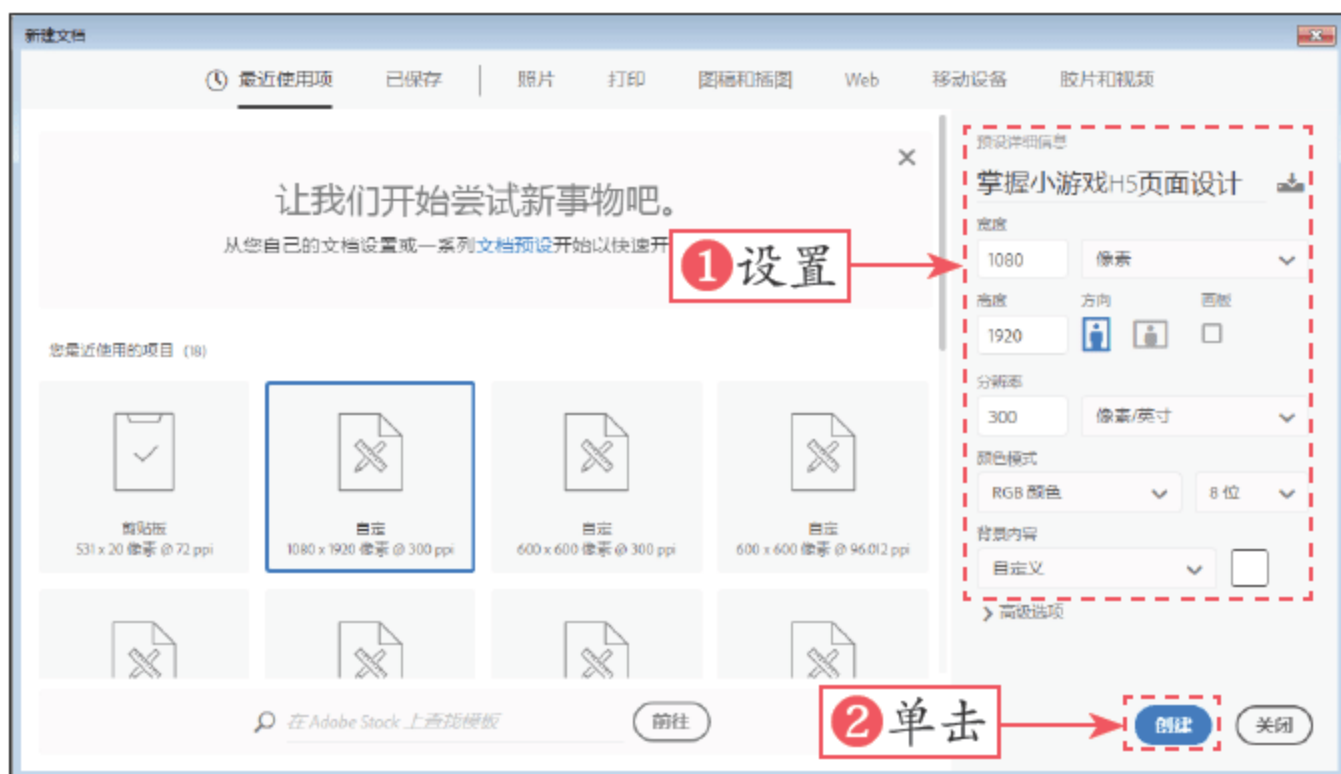 新建文档
最近使用项 已保存 照片 打印 图稿和插图 Web 移动设备 胶片和视频
让我们开始尝试新事物吧。
从您自己的文档设置或一系列文档预设开始以快速开
您最近使用的项目 (18)
剪贴板
531 x 20 像素 @ 72 ppi
自定
1080 x 1920 像素 @ 300 ppi
自定
600 x 600 像素 @ 300 ppi
自定
600 x 600 像素 @ 96.012 ppi
在 Adobe Stock 上查找模板
前往
1设置
预设详细信息
掌握小游戏H5页面设计
宽度
1080 像素
高度 方向 画板
1920
分辨率
300 像素/英寸
颜色模式
RGB 颜色 8 位
背景内容
自定义
高级选项
2单击
创建 关闭